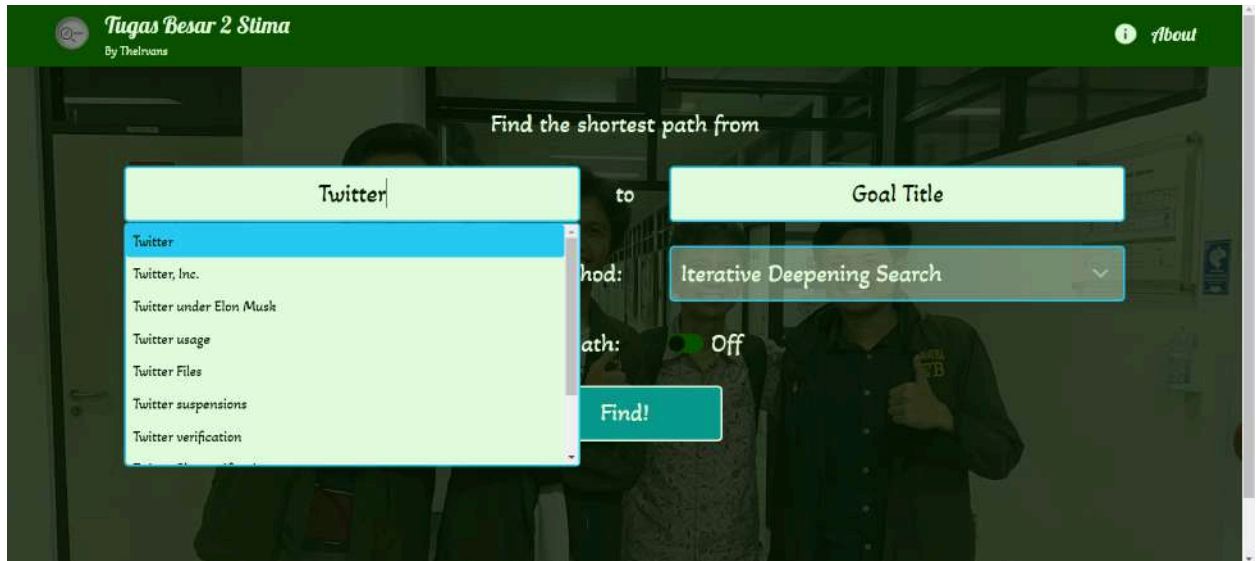 Tugas Besar 2 Stima
By TheIrvans
About
Find the shortest path from
Twitter
to
Goal Title
Twitter
Twitter, Inc.
Twitter under Elon Musk
Twitter usage
Twitter Files
Twitter suspensions
Twitter verification
hod:
Iterative Deepening Search
ath:
Off
Find!